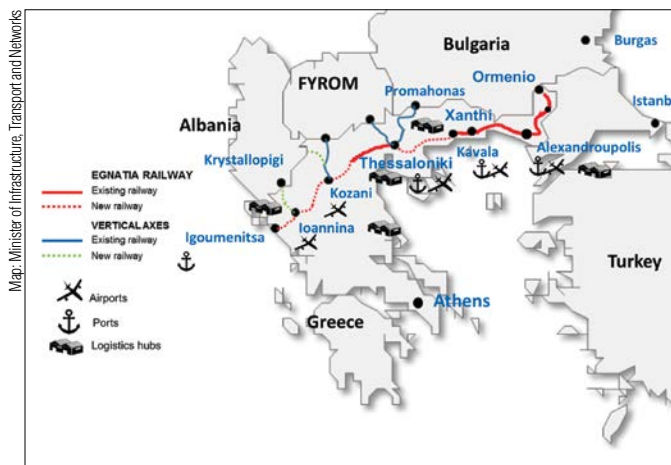 Map: Minister of Infrastructure, Transport and Networks
Bulgaria
Burgas
FYROM
Ormenio
Promahonas
Albania
Xanthi
Istanb
Krystallopigi
Thessaloniki
Kavala
Alexandroupolis
EGNATIA RAILWAY
Existing railway
New railway
VERTICAL AXES
Existing railway
New railway
Kozani
Igoumenitsa
Ioannina
Airports
Ports
Logistics hubs
Turkey
Athens
Greece